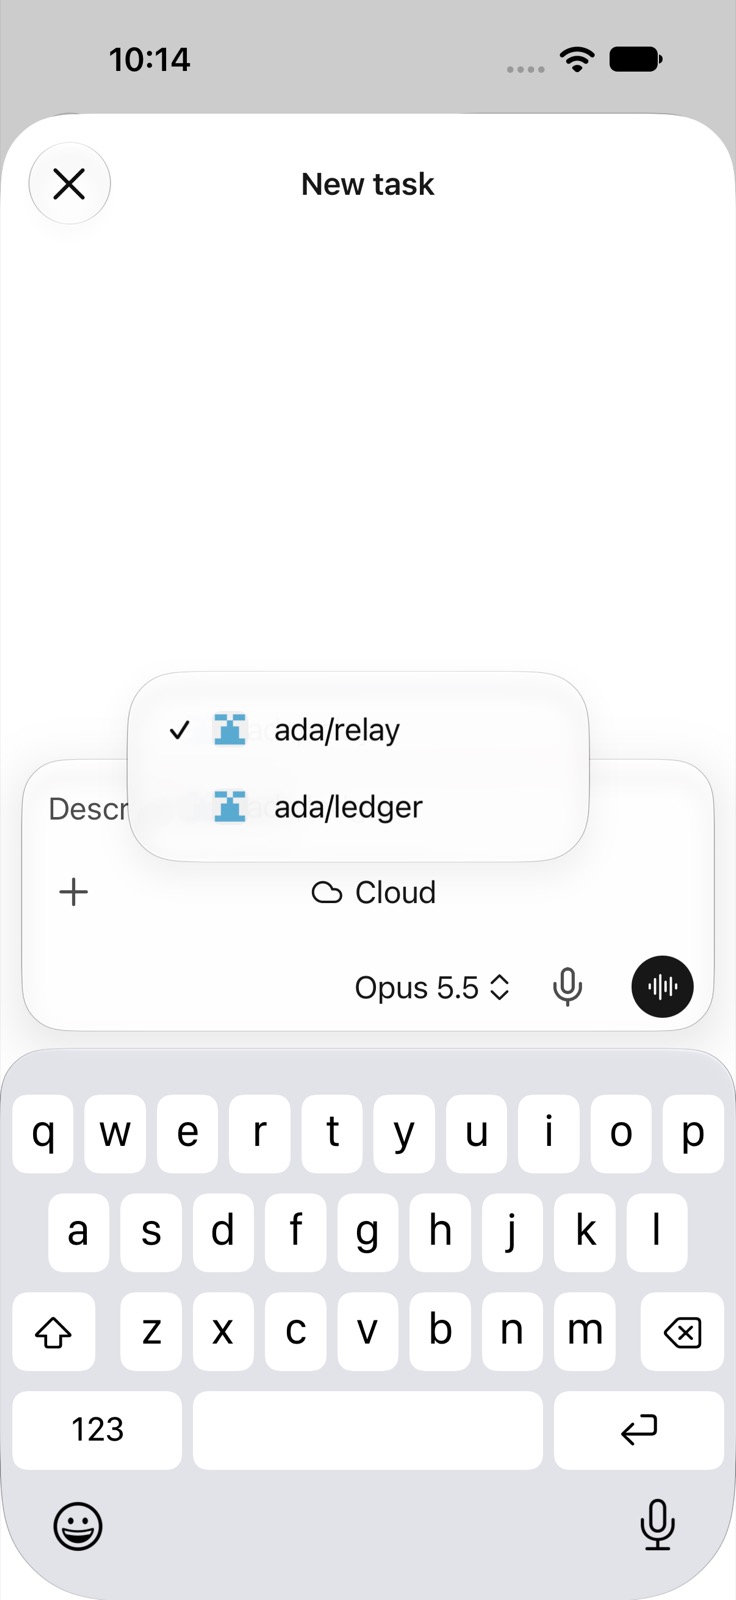 10:14
New task
ada/relay
ada/ledger
Descr
Cloud
Opus 5.5
q w e r t y u i o p
a s d f g h j k l
z x c v b n m
123